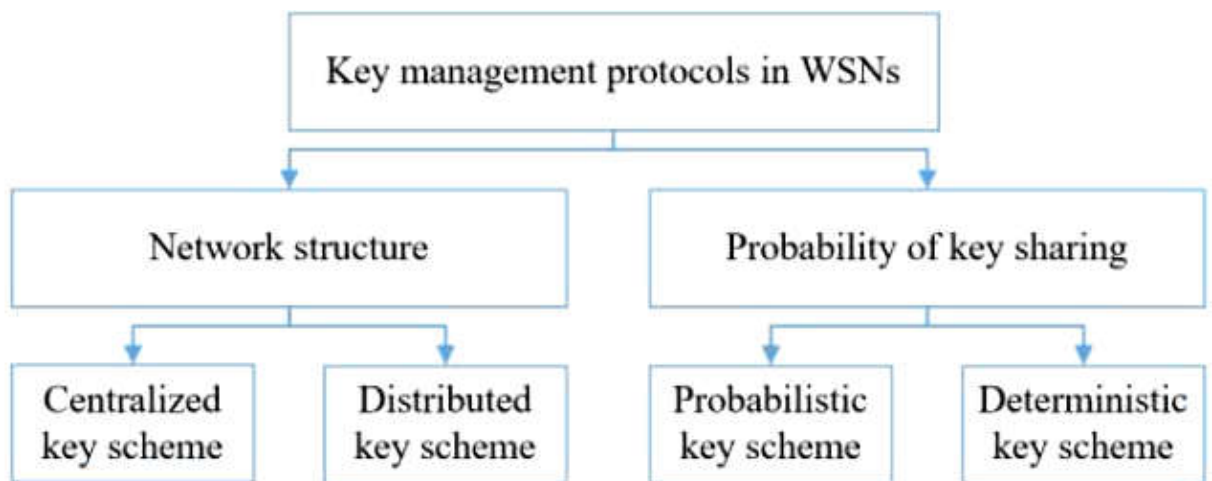 Key management protocols in WSNs
Network structure
Probability of key sharing
Centralized
key scheme
Distributed
key scheme
Probabilistic
key scheme
Deterministic
key scheme